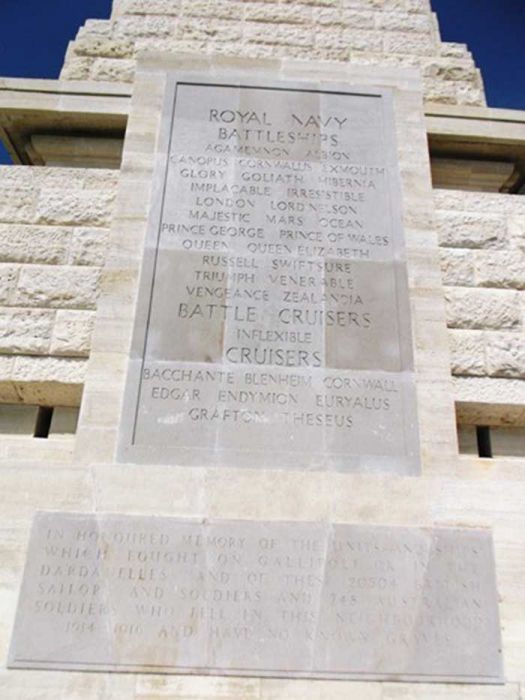 ROYAL NAVY
BATTLESHIPS
AGAMEMNON ALBION
CANOPUS CORNWALLIS EXMOUTH
GLORY GOLIATH HIBERNIA
IMPLACABLE IRRESISTIBLE
LONDON LORD NELSON
MAJESTIC MARS OCEAN
PRINCE GEORGE PRINCE OF WALES
QUEEN QUEEN ELIZABETH
RUSSELL SWIFTSURE
TRIUMPH VENERABLE
VENGEANCE ZEALANDIA
BATTLE CRUISERS
INFLEXIBLE
CRUISERS
BACCHANTE BLENHEIM CORNWALL
EDGAR ENDYMION EURYALUS
GRAFTON THESEUS
IN HONOURED MEMORY OF THE UNITS AND SHIPS
WHICH FOUGHT ON GALLIPOLI OR IN THE
DARDANELLES AND OF THESE 20504 BRITISH
SAILORS AND SOLDIERS AND 248 AUSTRALIAN
SOLDIERS WHO FELL IN THIS NEIGHBOURHOOD
1914-1916 AND HAVE NO KNOWN GRAVES